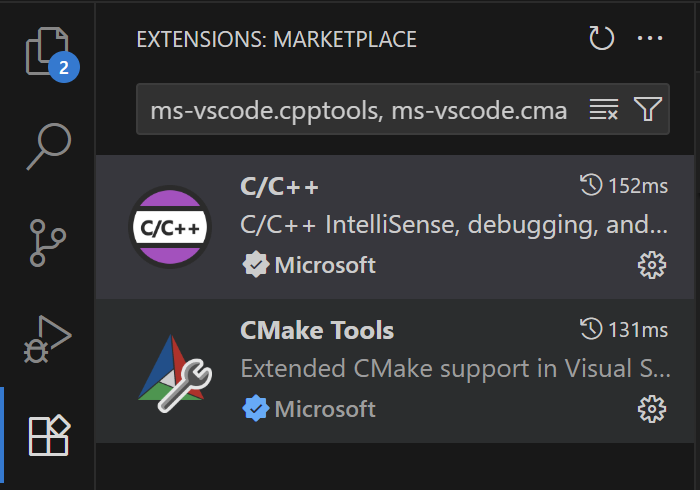 EXTENSIONS: MARKETPLACE
2
ms-vscode.cpptools, ms-vscode.cma
C/C++
152ms
C/C++
C/C++ IntelliSense, debugging, and...
Microsoft
CMake Tools
131ms
Extended CMake support in Visual S...
Microsoft